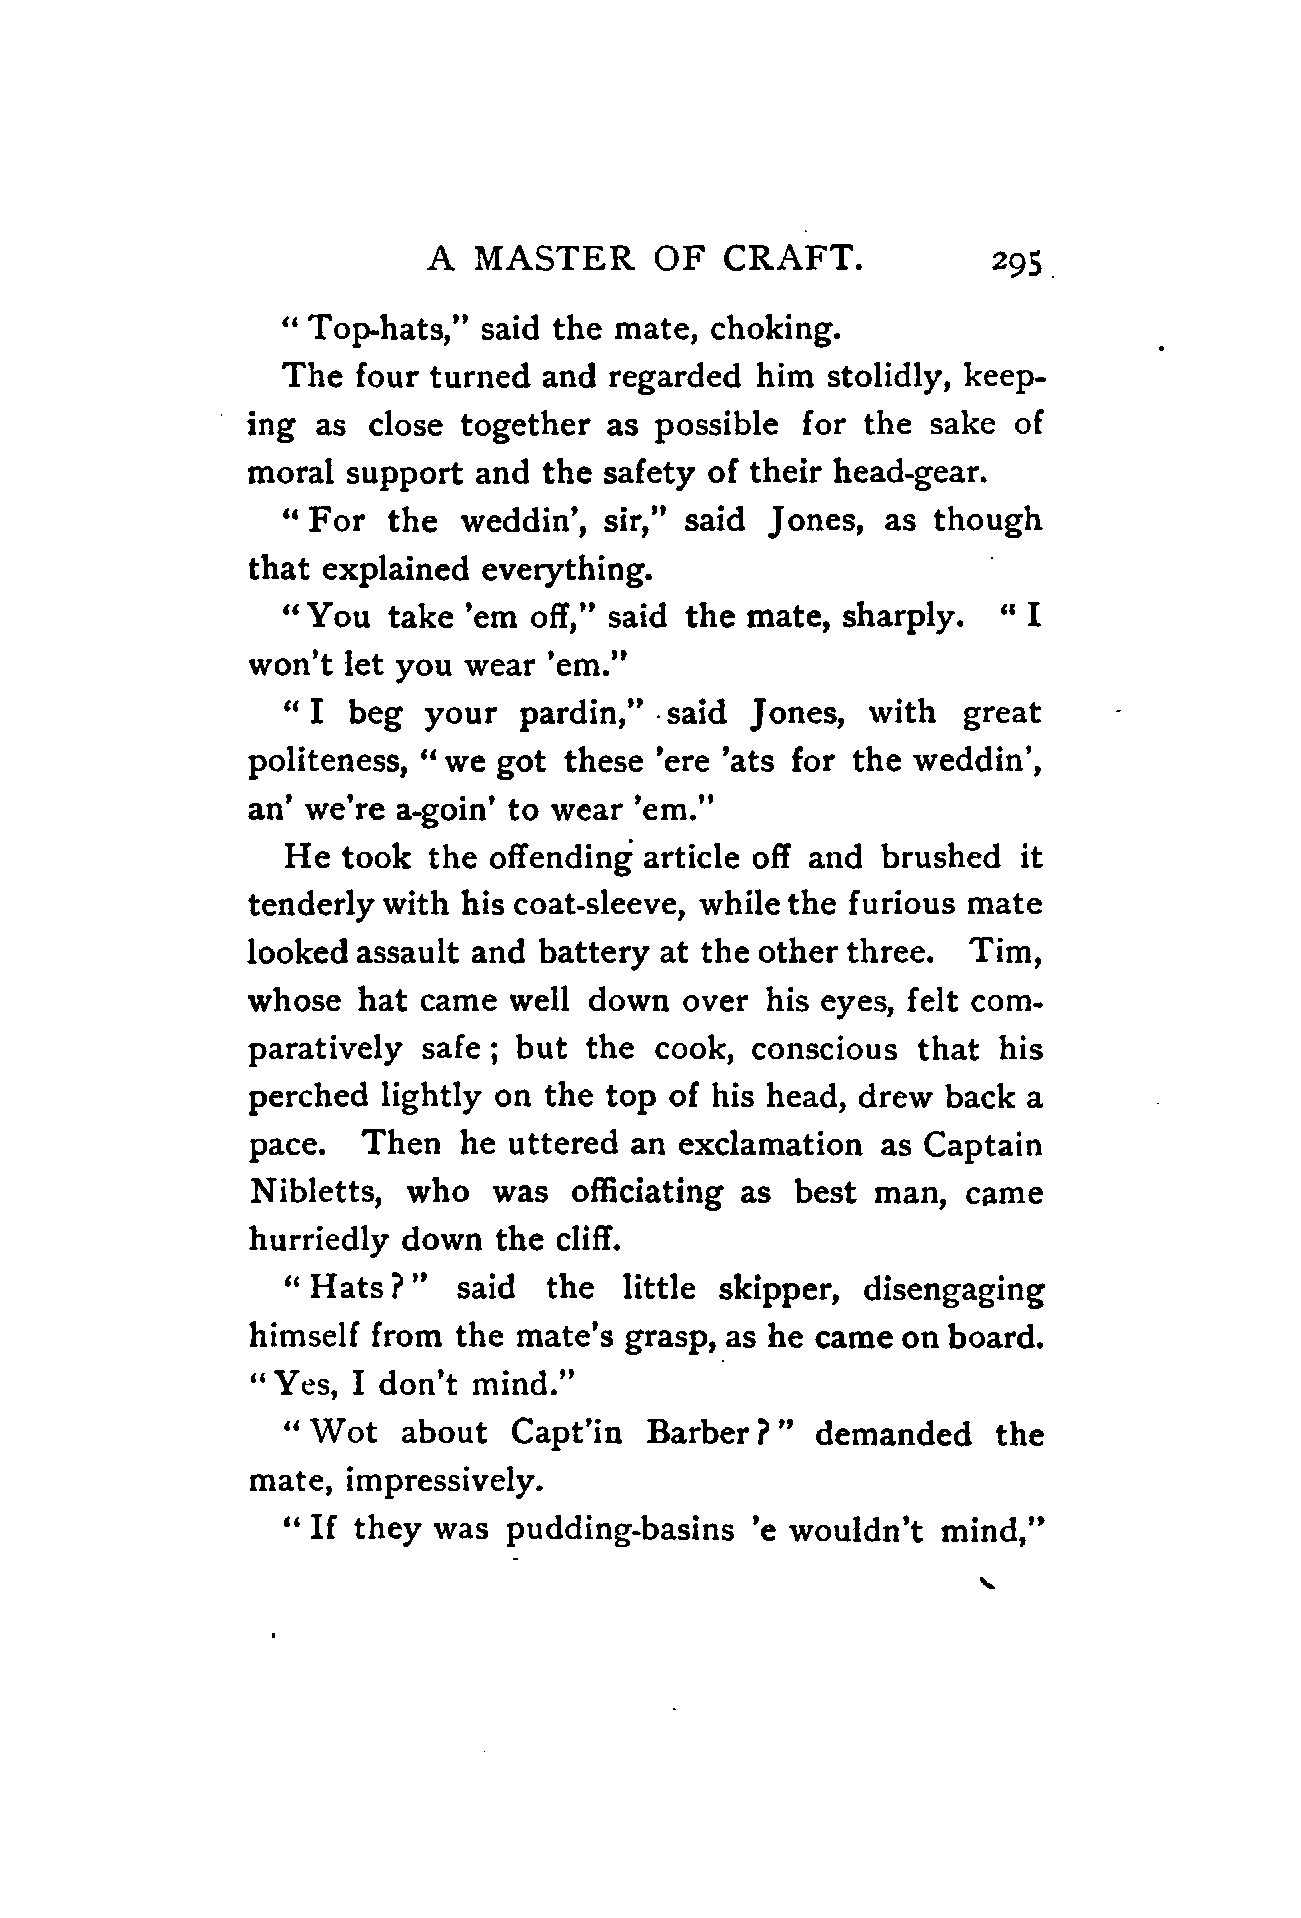 A MASTER OF CRAFT. 295
" Top-hats," said the mate, choking.
The four turned and regarded him stolidly, keep-
ing as close together as possible for the sake of
moral support and the safety of their head-gear.
" For the weddin', sir," said Jones, as though
that explained everything.
" You take 'em off," said the mate, sharply. " I
won't let you wear 'em."
" I beg your pardin," said Jones, with great
politeness, " we got these 'ere 'ats for the weddin',
an' we're a-goin' to wear 'em."
He took the offending article off and brushed it
tenderly with his coat-sleeve, while the furious mate
looked assault and battery at the other three. Tim,
whose hat came well down over his eyes, felt com-
paratively safe ; but the cook, conscious that his
perched lightly on the top of his head, drew back a
pace. Then he uttered an exclamation as Captain
Nibletts, who was officiating as best man, came
hurriedly down the cliff.
" Hats ? " said the little skipper, disengaging
himself from the mate's grasp, as he came on board.
" Yes, I don't mind."
" Wot about Capt'in Barber ? " demanded the
mate, impressively.
" If they was pudding-basins 'e wouldn't mind,"